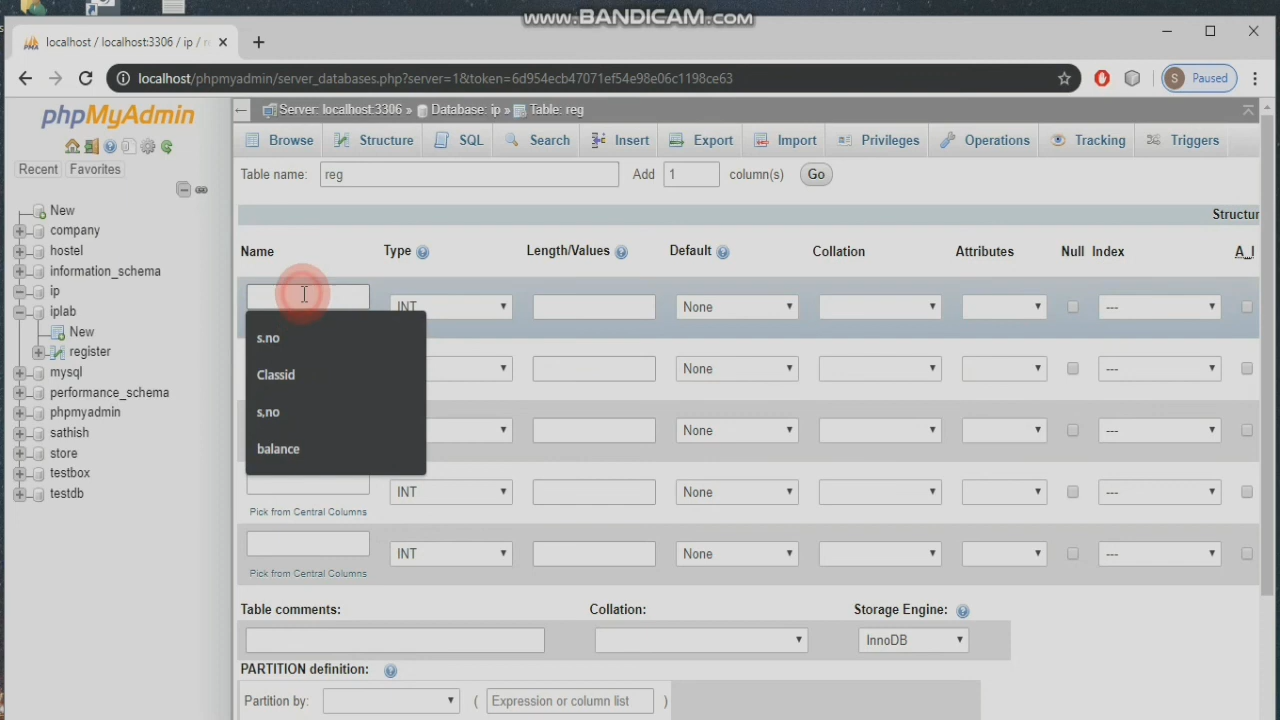 www.BANDICAM.com
localhost / localhost:3306 / ip / r
localhost/phpmyadmin/server_databases.php?server=1&token=6d954ecb47071ef54e98e06c1198ce63
S Paused
phpMyAdmin
Server: localhost:3306 » Database: ip » Table: reg
Browse Structure SQL Search Insert Export Import Privileges Operations Tracking Triggers
Recent Favorites
Table name: reg Add 1 column(s) Go
New
company
hostel
information_schema
ip
iplab
New
register
mysql
performance_schema
phpmyadmin
sathish
store
testbox
testdb
Structur
Name Type Length/Values Default Collation Attributes Null Index A_I
INT None ---
s.no
Classid
s,no
balance
None ---
None ---
INT None ---
Pick from Central Columns
INT None ---
Pick from Central Columns
Table comments: Collation: Storage Engine:
InnoDB
PARTITION definition:
Partition by: ( Expression or column list )